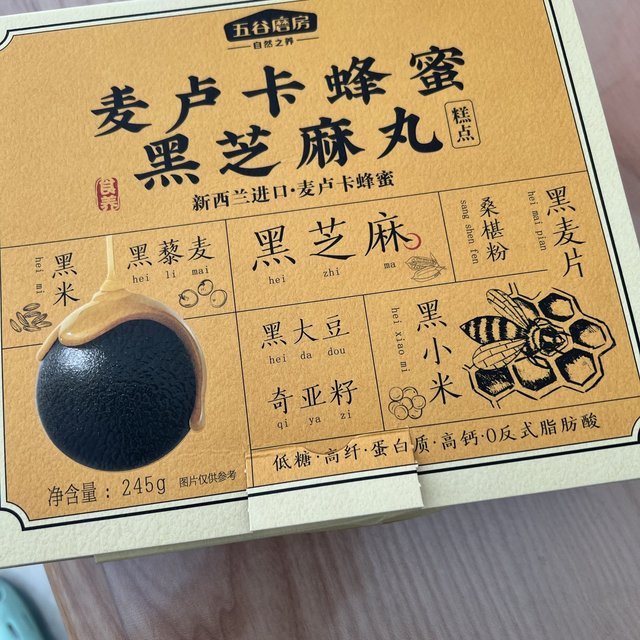 五谷磨房
自然之养
麦卢卡蜂蜜
黑芝麻丸
糕点
食养
新西兰进口·麦卢卡蜂蜜
黑米
hei mi
黑藜麦
hei li mai
黑芝麻
hei zhi ma
桑椹粉
sang shen fen
黑麦片
hei mai pian
黑大豆
hei da dou
奇亚籽
qi ya zi
黑小米
hei xiao mi
低糖·高纤·蛋白质·高钙·0反式脂肪酸
净含量：245g
图片仅供参考